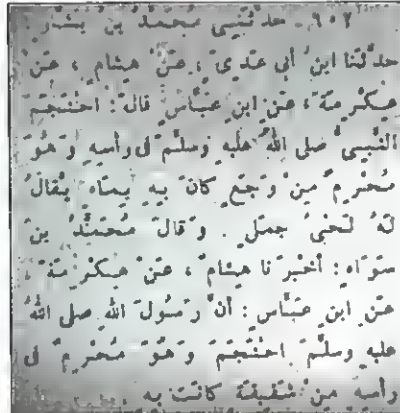 ٦٠٢ - حدثني محمد بن بشار
حدثنا ابن أبي عدي ، عن هشام ، عن
عكرمة ، عن ابن عباس قال : احتجم
النبي صلى الله عليه وسلم في رأسه وهو
محرم من وجع كان به بماء يقال
له لحي جمل . وقال محمد بن
سواء : أخبرنا هشام ، عن عكرمة ،
عن ابن عباس : أن رسول الله صلى الله
عليه وسلم احتجم وهو محرم في
رأسه من شقيقة كانت به